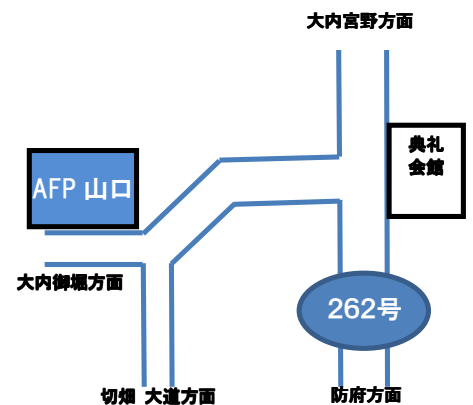 大内宮野方面
典礼
会館
AFP 山口
大内御堀方面
262号
切畑 大道方面
防府方面